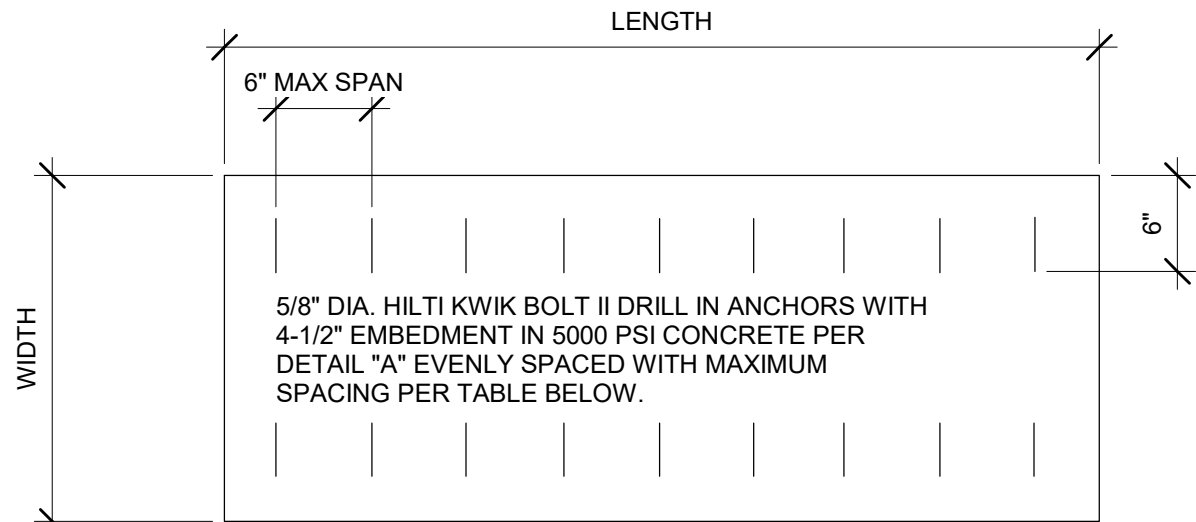 LENGTH
6" MAX SPAN
6"
WIDTH
5/8" DIA. HILTI KWIK BOLT II DRILL IN ANCHORS WITH
4-1/2" EMBEDMENT IN 5000 PSI CONCRETE PER
DETAIL "A" EVENLY SPACED WITH MAXIMUM
SPACING PER TABLE BELOW.